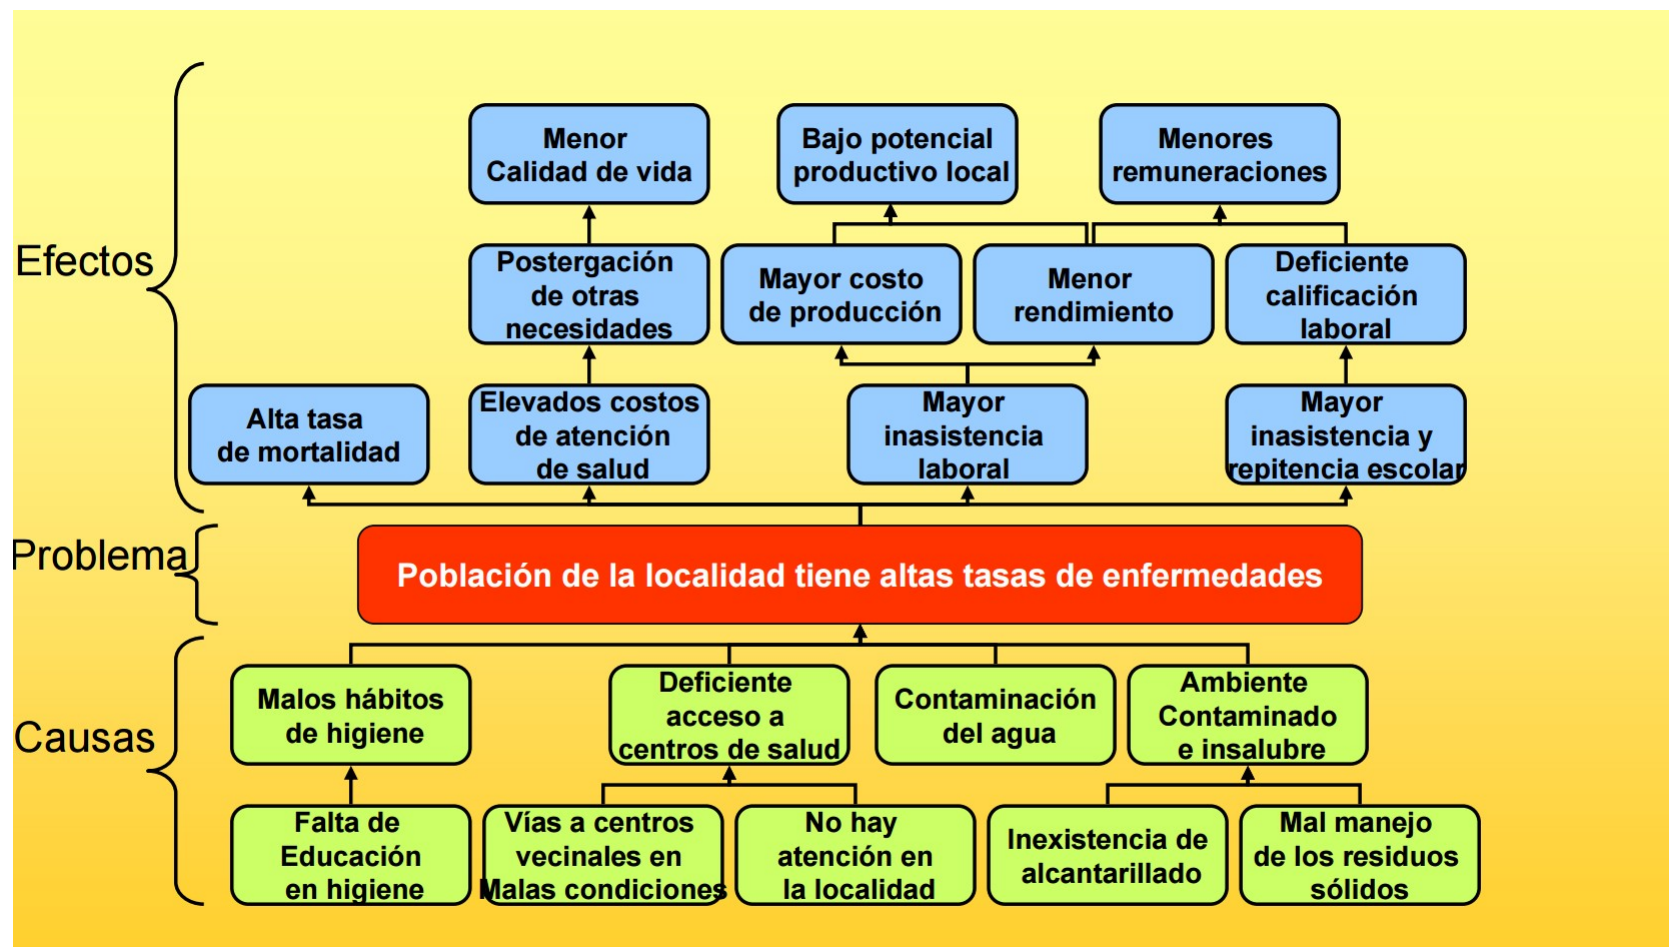 Efectos
Menor
Calidad de vida
Bajo potencial
productivo local
Menores
remuneraciones
Postergación
de otras
necesidades
Mayor costo
de producción
Menor
rendimiento
Deficiente
calificación
laboral
Alta tasa
de mortalidad
Elevados costos
de atención
de salud
Mayor
inasistencia
laboral
Mayor
inasistencia y
repitencia escolar
Problema
Población de la localidad tiene altas tasas de enfermedades
Causas
Malos hábitos
de higiene
Deficiente
acceso a
centros de salud
Contaminación
del agua
Ambiente
Contaminado
e insalubre
Falta de
Educación
en higiene
Vías a centros
vecinales en
Malas condiciones
No hay
atención en
la localidad
Inexistencia de
alcantarillado
Mal manejo
de los residuos
sólidos